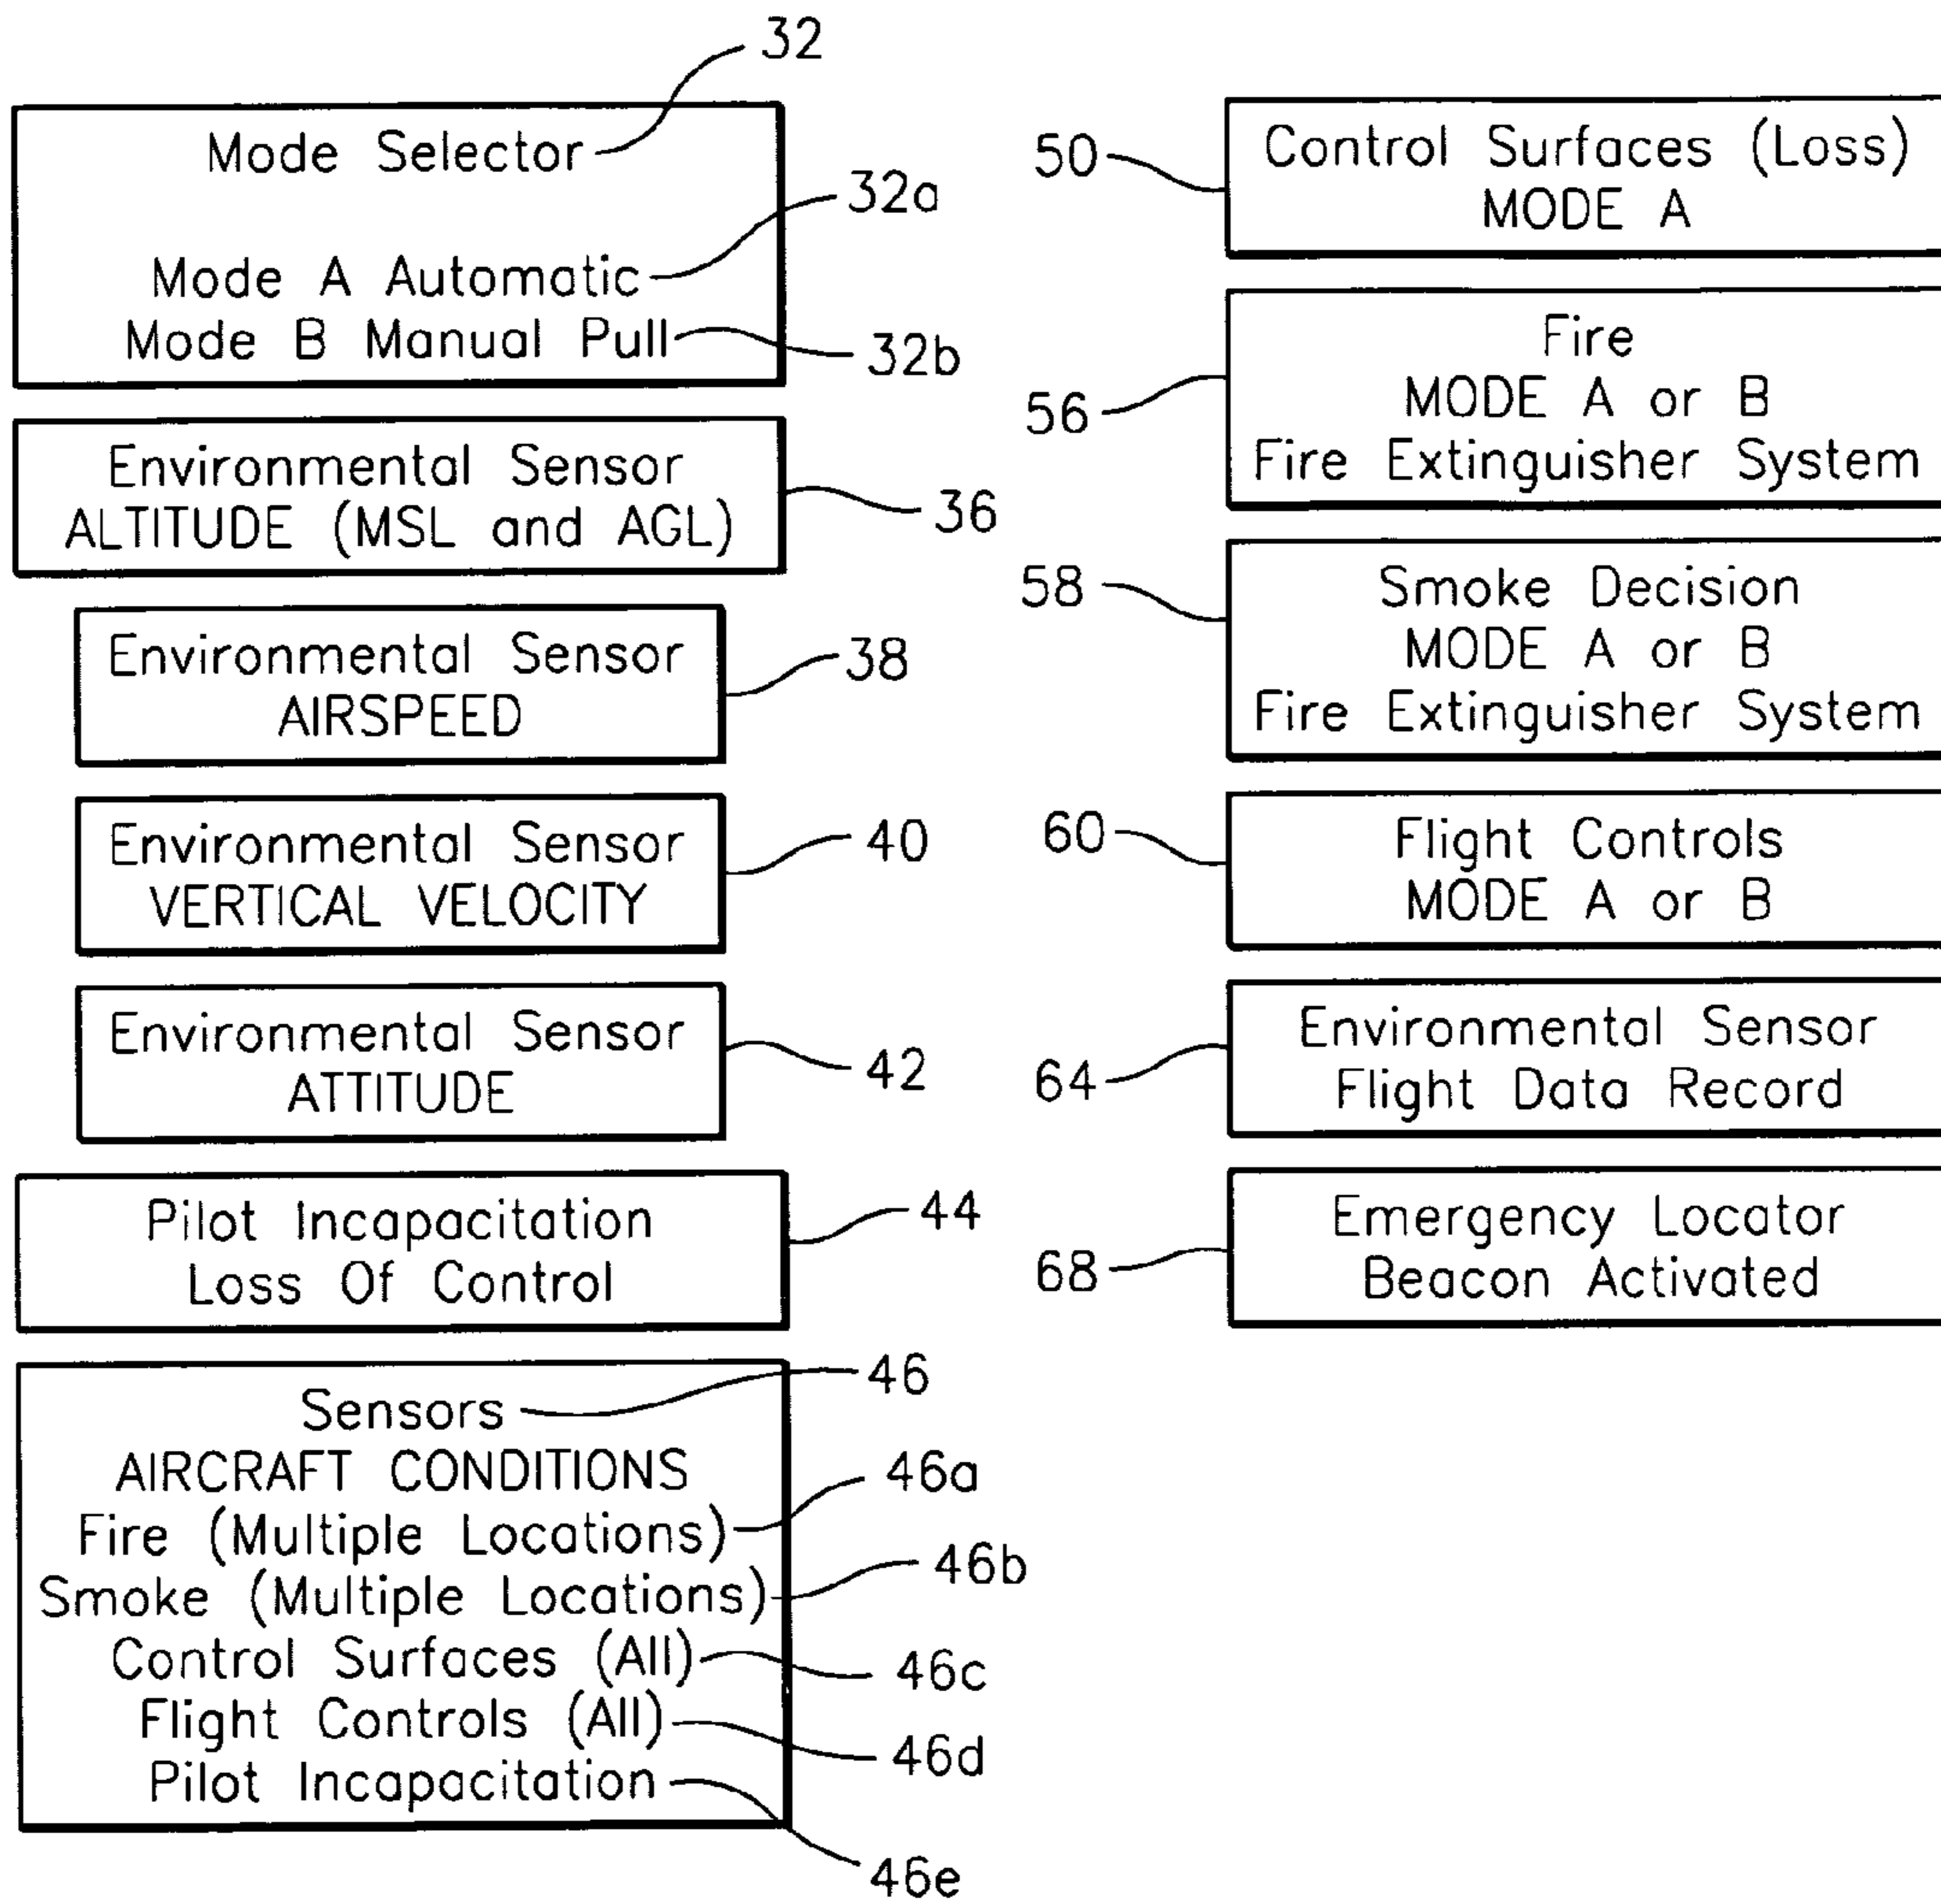 32
Mode Selector
32a
Mode A Automatic
Mode B Manual Pull
32b
Environmental Sensor
ALTITUDE (MSL and AGL)
36
Environmental Sensor
AIRSPEED
38
Environmental Sensor
VERTICAL VELOCITY
40
Environmental Sensor
ATTITUDE
42
Pilot Incapacitation
Loss Of Control
44
46
Sensors
AIRCRAFT CONDITIONS
46a
Fire (Multiple Locations)
46b
Smoke (Multiple Locations)
Control Surfaces (All)
46c
Flight Controls (All)
46d
Pilot Incapacitation
46e
50
Control Surfaces (Loss)
MODE A
Fire
56
MODE A or B
Fire Extinguisher System
58
Smoke Decision
MODE A or B
Fire Extinguisher System
60
Flight Controls
MODE A or B
Environmental Sensor
64
Flight Data Record
Emergency Locator
68
Beacon Activated